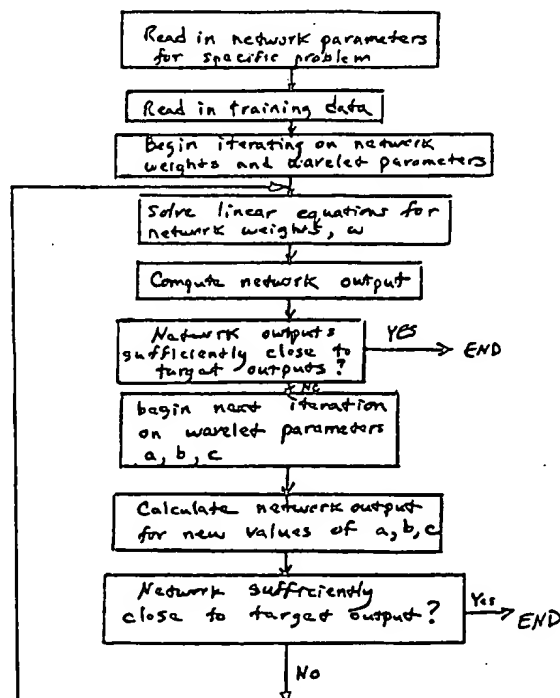 Read in network parameters
for specific problem
Read in training data
Begin iterating on network
weights and wavelet parameters
Solve linear equations for
network weights, w
Compute network output
Network outputs
sufficiently close to
target outputs?
YES
END
NO
begin next iteration
on wavelet parameters
a, b, c
Calculate network output
for new values of a, b, c
Network sufficiently
close to target output?
Yes
END
NO